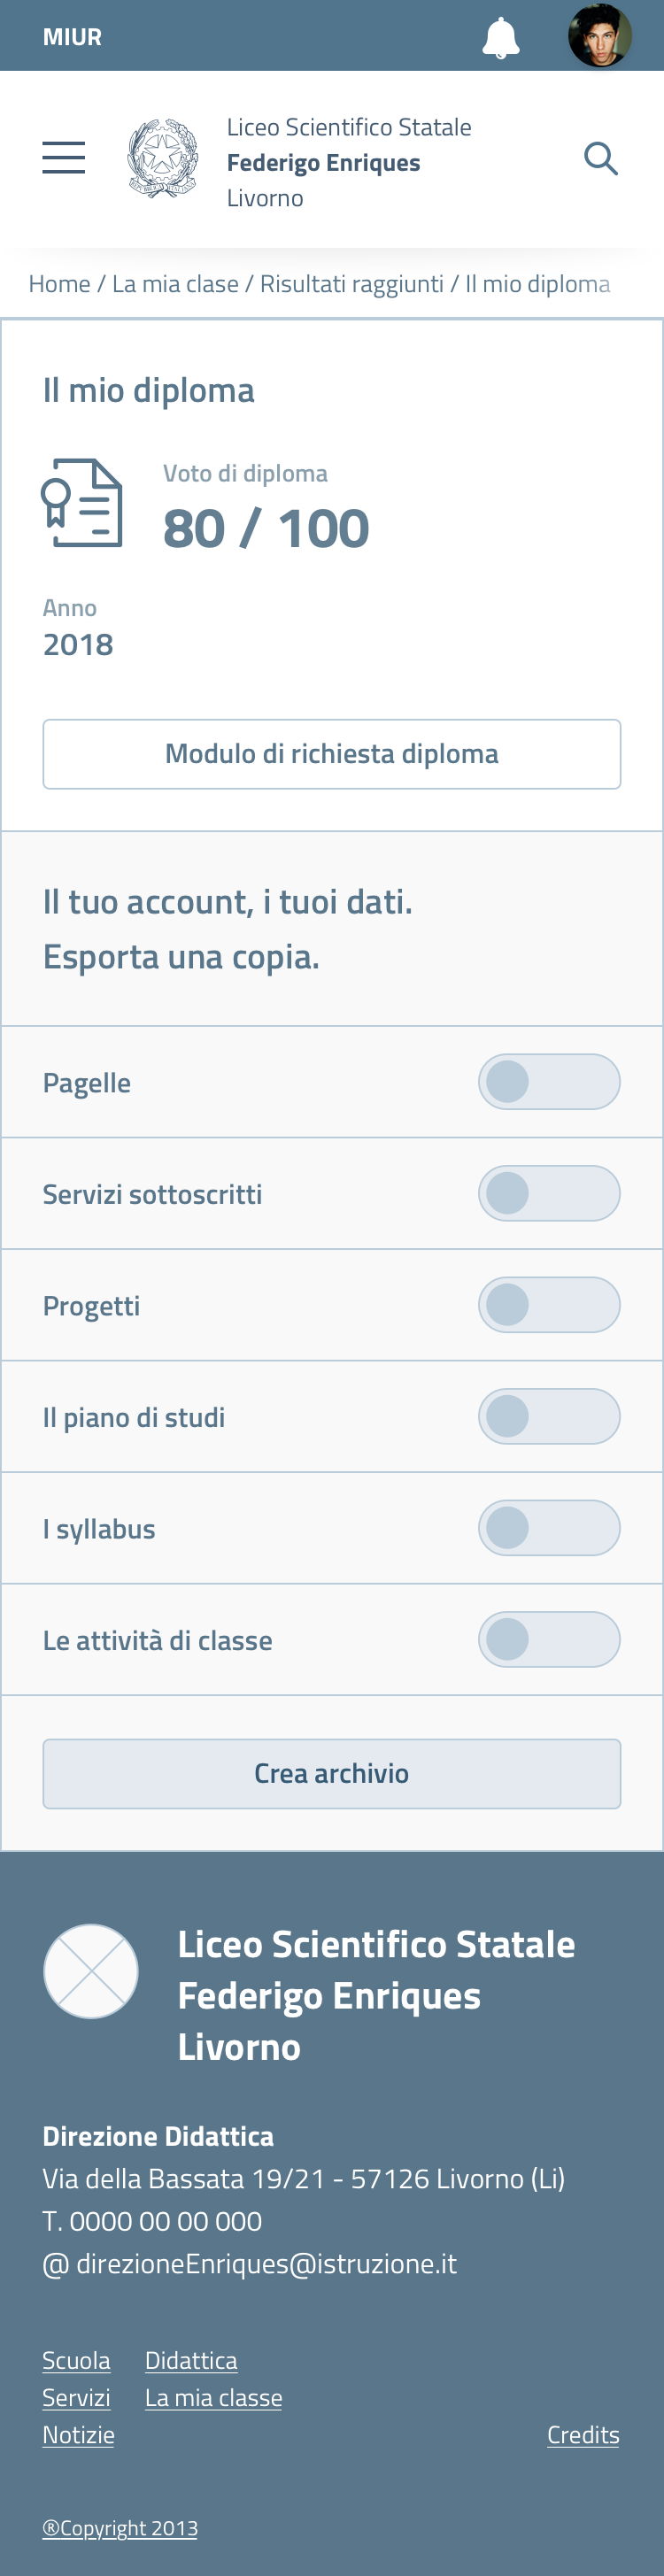 MIUR
Liceo Scientifico Statale
Federigo Enriques
Livorno
Home / La mia clase / Risultati raggiunti / Il mio diploma
Il mio diploma
Voto di diploma
80 / 100
Anno
2018
Modulo di richiesta diploma
Il tuo account, i tuoi dati.
Esporta una copia.
Pagelle
Servizi sottoscritti
Progetti
Il piano di studi
I syllabus
Le attività di classe
Crea archivio
Liceo Scientifico Statale
Federigo Enriques
Livorno
Direzione Didattica
Via della Bassata 19/21 - 57126 Livorno (Li)
T. 0000 00 00 000
@ direzioneEnriques@istruzione.it
Scuola Didattica
Servizi La mia classe
Notizie Credits
®Copyright 2013